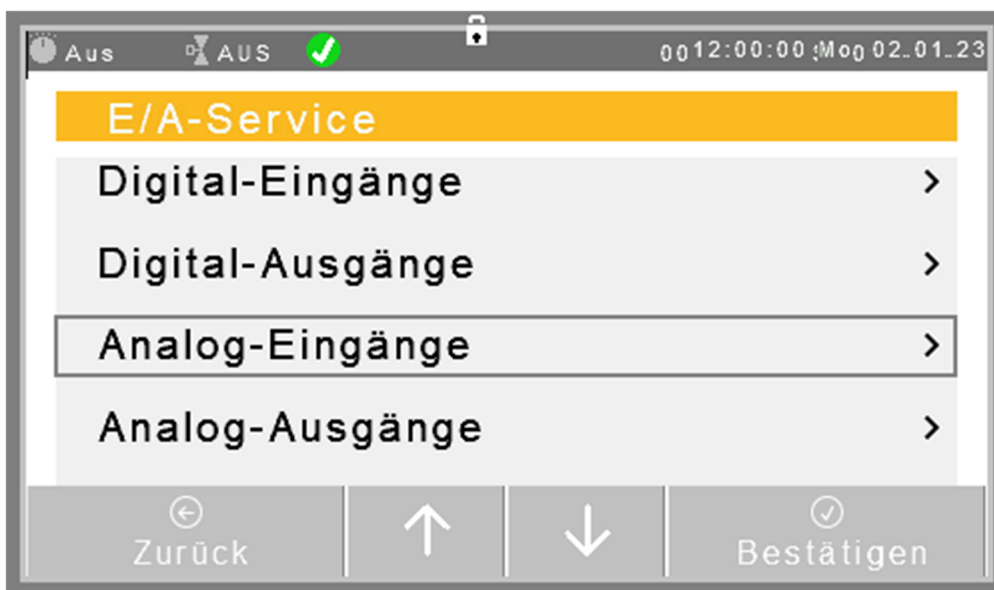 Aus AUS 0012:00:00 :Mo0 02..01..23
E/A-Service
Digital-Eingänge
Digital-Ausgänge
Analog-Eingänge
Analog-Ausgänge
Zurück Bestätigen